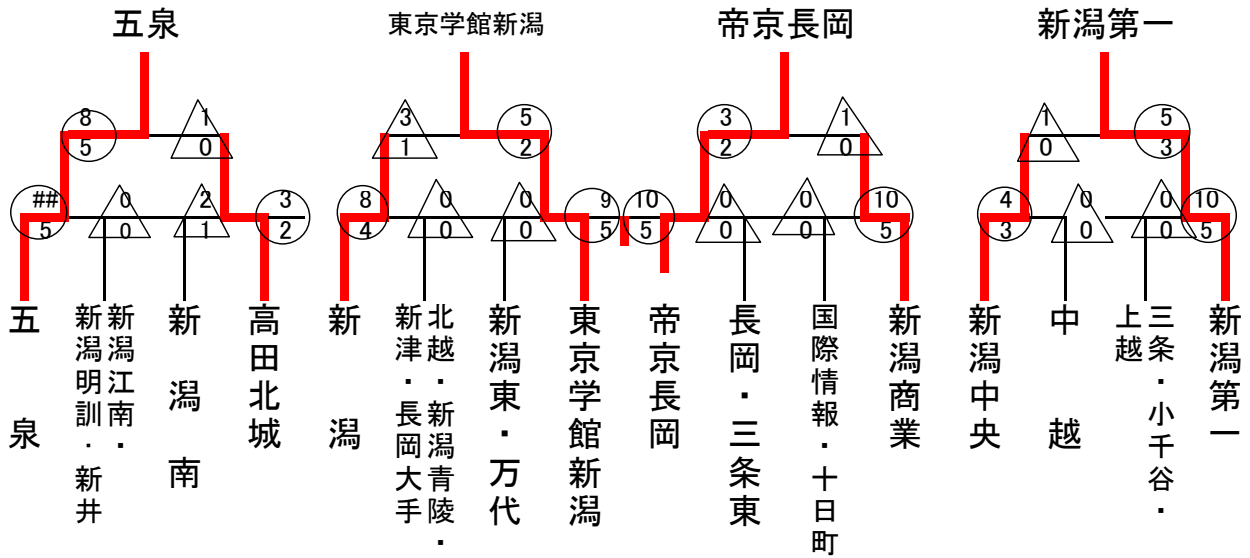 五泉
東京学館新潟
帝京長岡
新潟第一
8
5
1
0
3
1
5
2
3
2
1
0
1
0
5
3
##
5
0
0
2
1
3
2
8
4
0
0
0
0
9
5
10
5
0
0
0
0
10
5
4
3
0
0
0
0
10
5
五泉
新潟江南・
新潟明訓・新井
新潟南
高田北城
新潟
北越・新潟青陵・
新津・長岡大手
新潟東・万代
東京学館新潟
帝京長岡
長岡・三条東
国際情報・十日町
新潟商業
新潟中央
中越
三条・小千谷・
上越
新潟第一